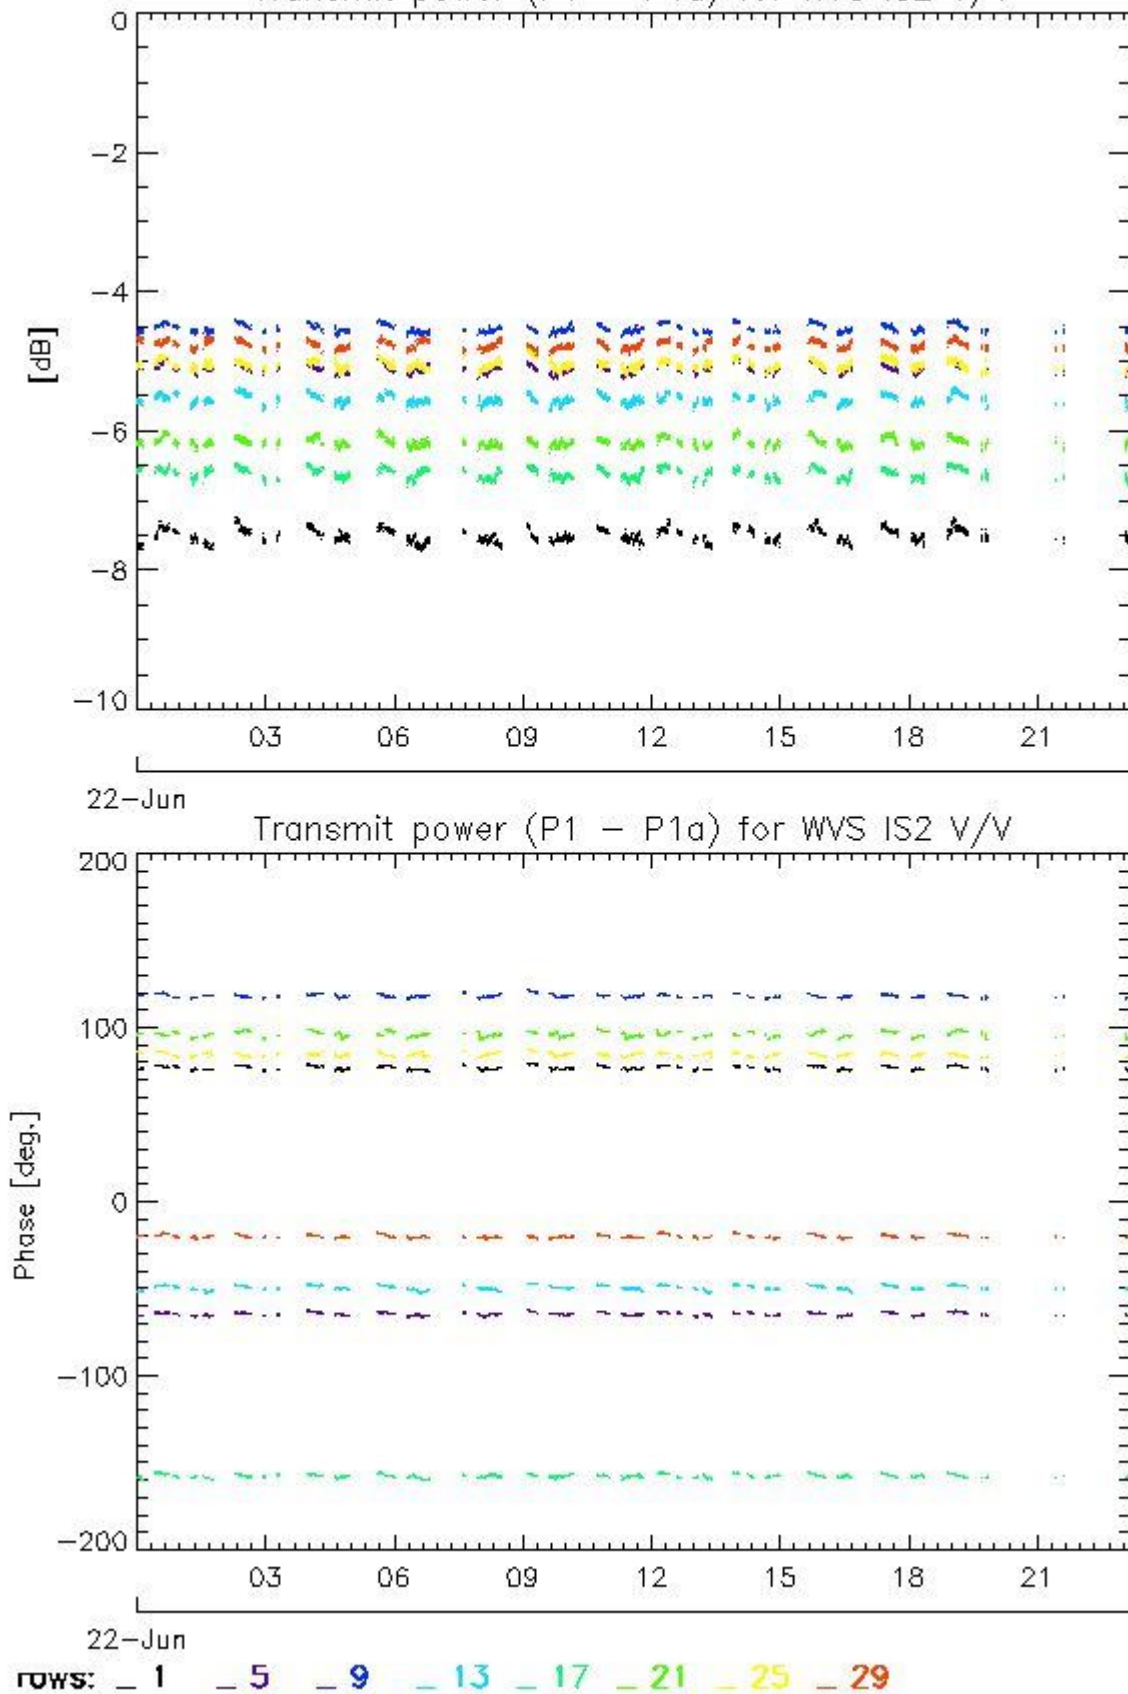 0
−2
−4
[dB]
−6
−8
−10
03 06 09 12 15 18 21
22−Jun
Transmit power (P1 − P1a) for WVS IS2 V/V
200
100
Phase [deg.]
0
−100
−200
03 06 09 12 15 18 21
22−Jun
rows: _ 1 _ 5 _ 9 _ 13 _ 17 _ 21 _ 25 _ 29